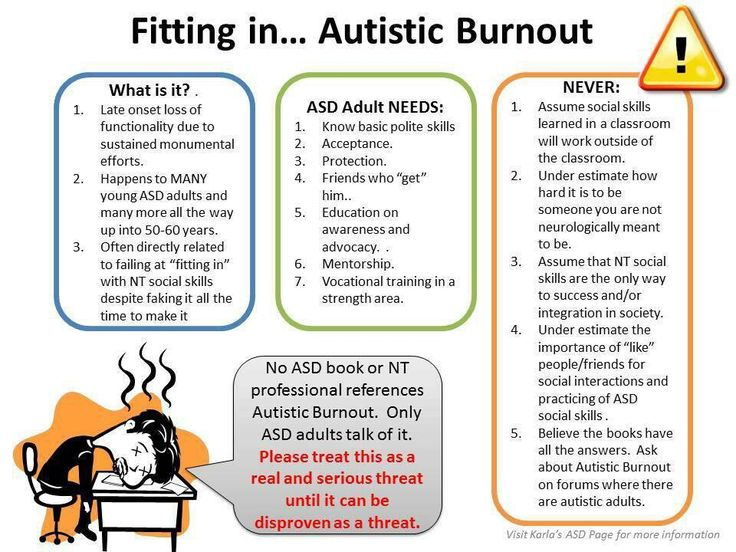 Fitting in... Autistic Burnout
What is it? .
1. Late onset loss of
functionality due to
sustained monumental
efforts.
2. Happens to MANY
young ASD adults and
many more all the way
up into 50-60 years.
3. Often directly related
to failing at “fitting in”
with NT social skills
despite faking it all the
time to make it
ASD Adult NEEDS:
1. Know basic polite skills
2. Acceptance.
3. Protection.
4. Friends who “get”
him..
5. Education on
awareness and
advocacy. .
6. Mentorship.
7. Vocational training in a
strength area.
NEVER:
1. Assume social skills
learned in a classroom
will work outside of
the classroom.
2. Under estimate how
hard it is to be
someone you are not
neurologically meant
to be.
3. Assume that NT social
skills are the only way
to success and/or
integration in society.
4. Under estimate the
importance of “like”
people/friends for
social interactions and
practicing of ASD
social skills .
5. Believe the books have
all the answers. Ask
about Autistic Burnout
on forums where there
are autistic adults.
!
No ASD book or NT
professional references
Autistic Burnout. Only
ASD adults talk of it.
Please treat this as a
real and serious threat
until it can be
disproven as a threat.
Visit Karla's ASD Page for more information